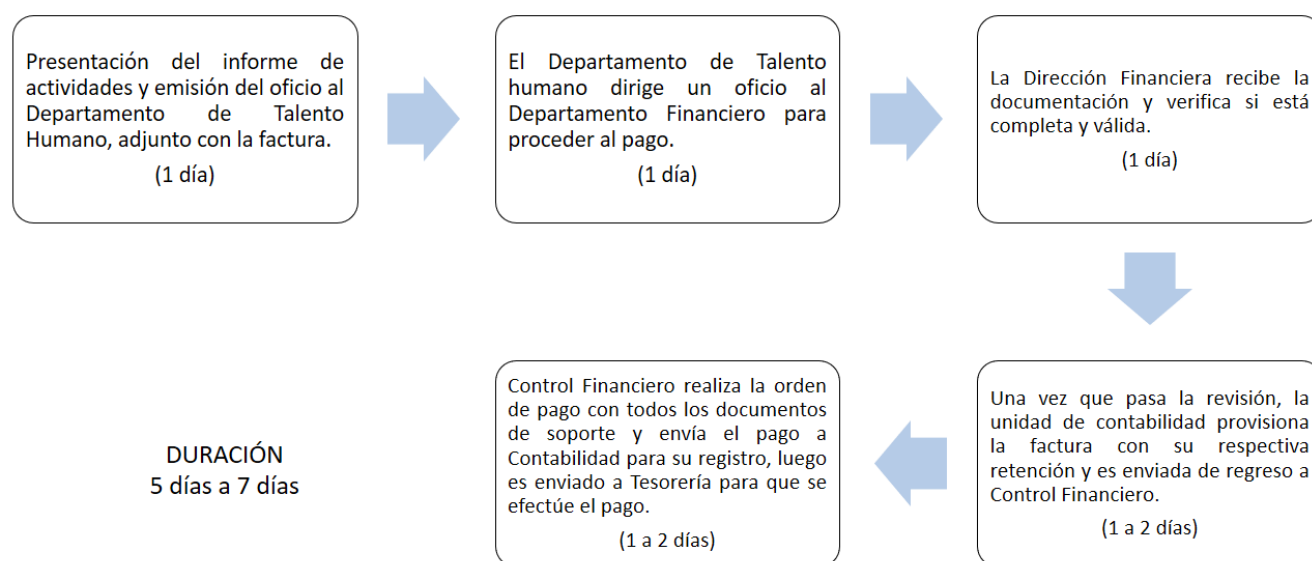 Presentación del informe de
actividades y emisión del oficio al
Departamento de Talento
Humano, adjunto con la factura.
(1 día)
El Departamento de Talento
humano dirige un oficio al
Departamento Financiero para
proceder al pago.
(1 día)
La Dirección Financiera recibe la
documentación y verifica si está
completa y válida.
(1 día)
Una vez que pasa la revisión, la
unidad de contabilidad provisiona
la factura con su respectiva
retención y es enviada de regreso a
Control Financiero.
(1 a 2 días)
Control Financiero realiza la orden
de pago con todos los documentos
de soporte y envía el pago a
Contabilidad para su registro, luego
es enviado a Tesorería para que se
efectúe el pago.
(1 a 2 días)
DURACIÓN
5 días a 7 días